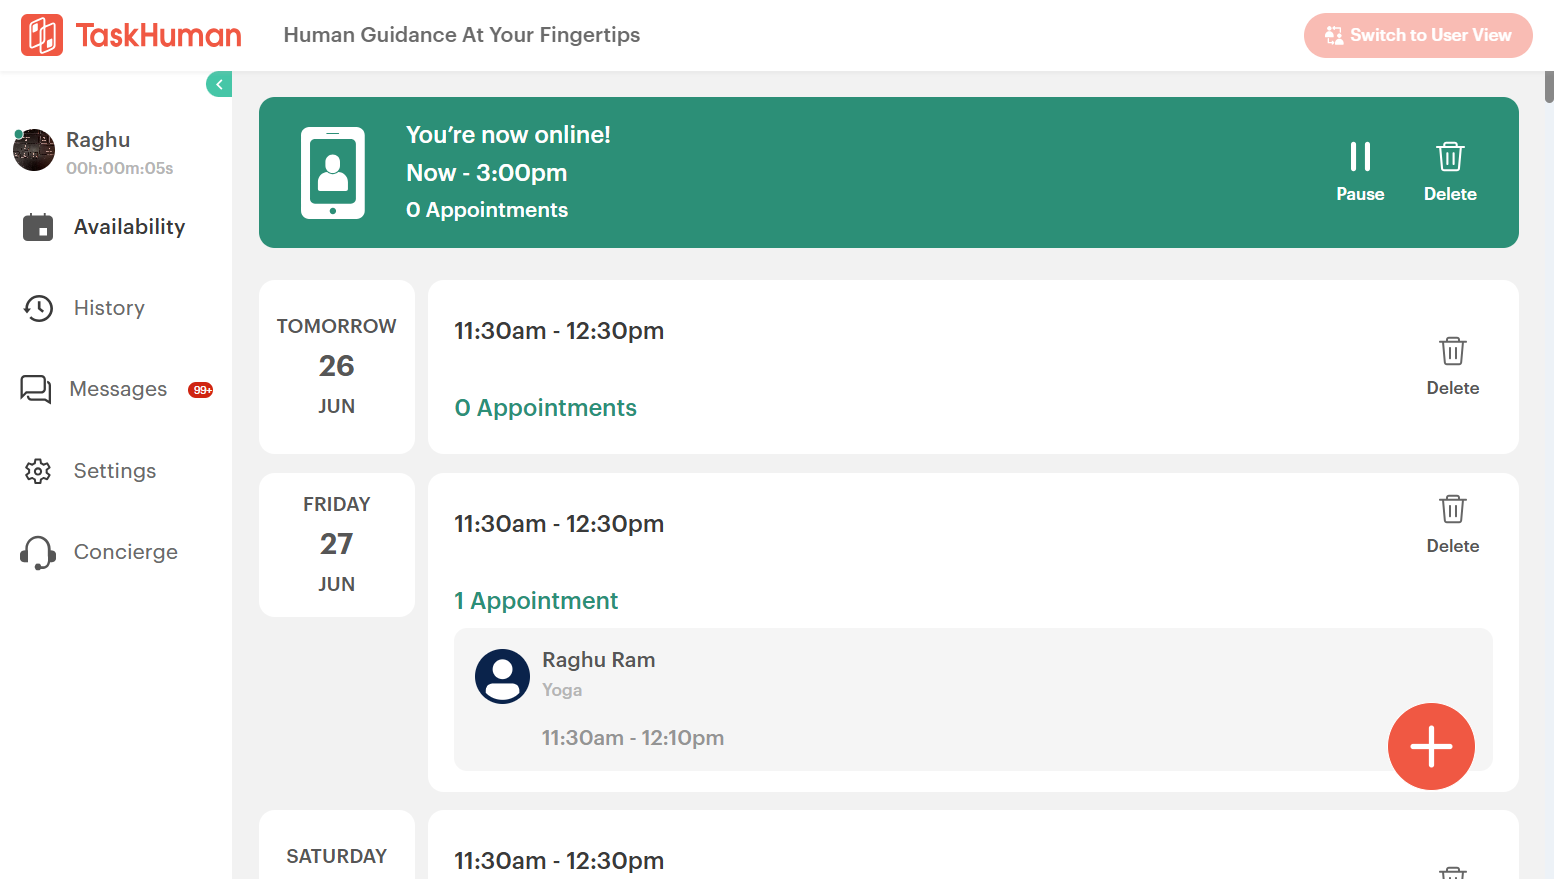 TaskHuman
Human Guidance At Your Fingertips
Switch to User View
Raghu
00h:00m:05s
Availability
History
Messages
99+
Settings
Concierge
You’re now online!
Now - 3:00pm
0 Appointments
Pause
Delete
TOMORROW
26
JUN
11:30am - 12:30pm
0 Appointments
Delete
FRIDAY
27
JUN
11:30am - 12:30pm
Delete
1 Appointment
Raghu Ram
Yoga
11:30am - 12:10pm
SATURDAY
11:30am - 12:30pm